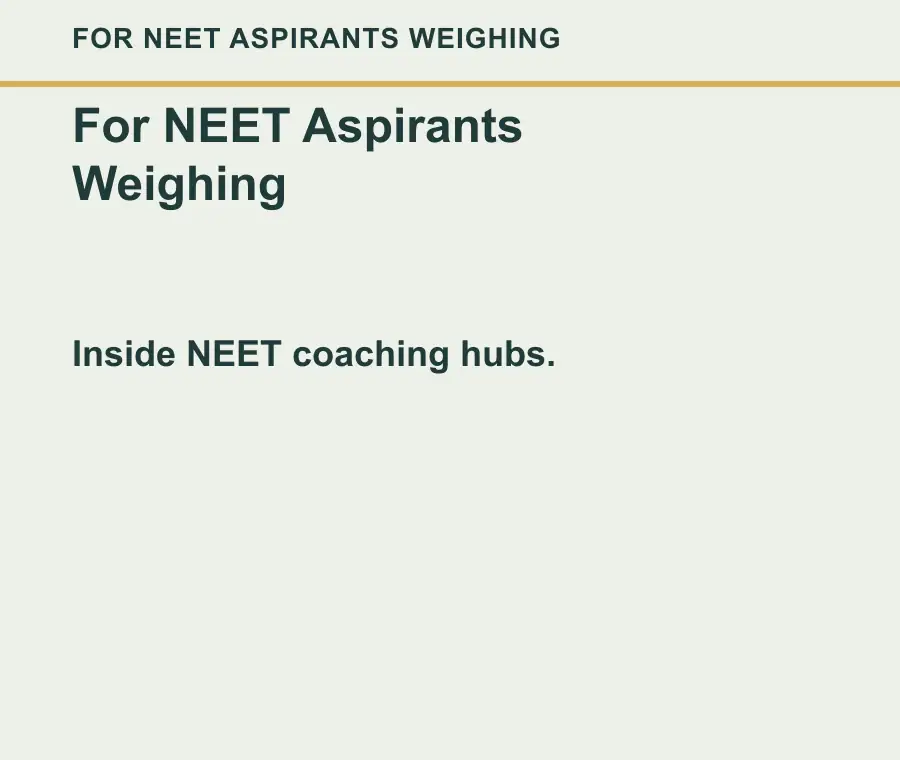 FOR NEET ASPIRANTS WEIGHING
For NEET Aspirants
Weighing
Inside NEET coaching hubs.